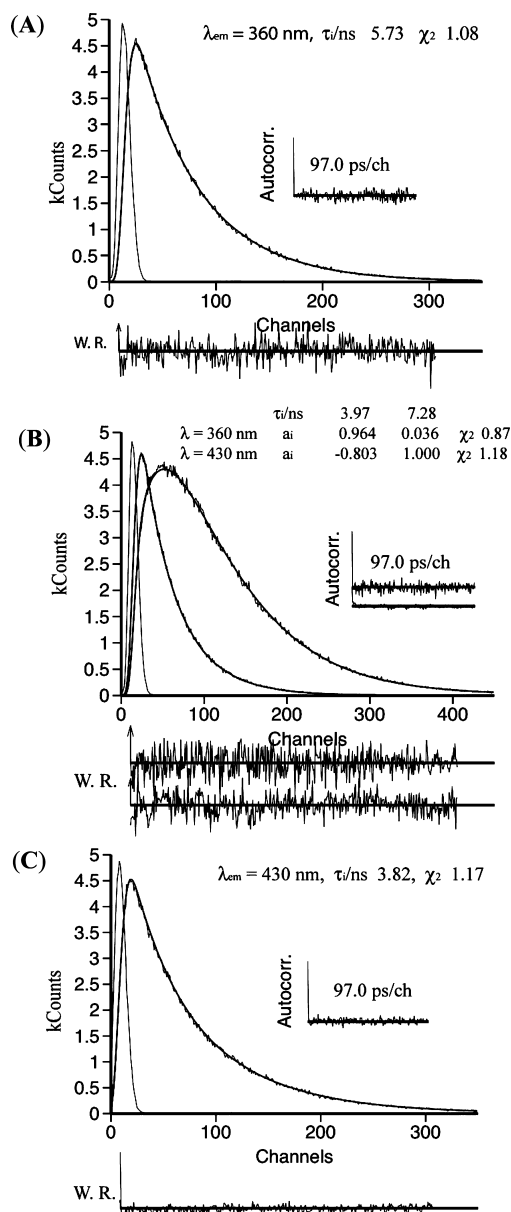 (A)
λem = 360 nm, τi/ns 5.73 χ2 1.08
5
4.5
4
3.5
3
2.5
2
1.5
1
0.5
0
kCounts
Autocorr.
97.0 ps/ch
0 100 200 300
Channels
W. R.
τi/ns 3.97 7.28
λ = 360 nm ai 0.964 0.036 χ2 0.87
λ = 430 nm ai -0.803 1.000 χ2 1.18
(B)
5
4.5
4
3.5
3
2.5
2
1.5
1
0.5
0
kCounts
Autocorr.
97.0 ps/ch
0 100 200 300 400
Channels
W. R.
(C)
λem = 430 nm, τi/ns 3.82, χ2 1.17
5
4.5
4
3.5
3
2.5
2
1.5
1
0.5
0
kCounts
Autocorr.
97.0 ps/ch
0 100 200 300
Channels
W. R.